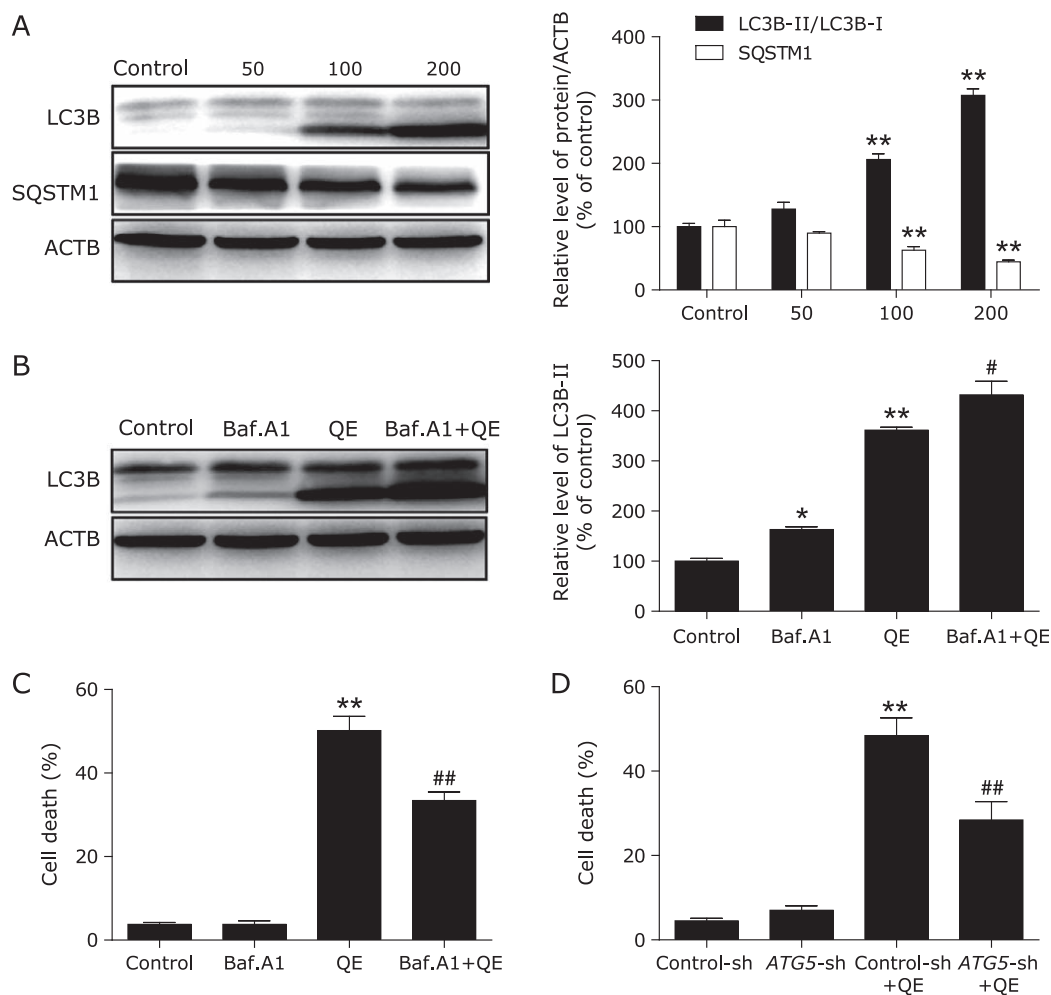 A
Control 50 100 200
LC3B
SQSTM1
ACTB
LC3B-II/LC3B-I
SQSTM1
Relative level of protein/ACTB
(% of control)
400
300
200
100
0
**
**
**
**
Control 50 100 200
B
Control Baf.A1 QE Baf.A1+QE
LC3B
ACTB
Relative level of LC3B-II
(% of control)
500
400
300
200
100
0
*
**
#
Control Baf.A1 QE Baf.A1+QE
C
Cell death (%)
60
40
20
0
**
##
Control Baf.A1 QE Baf.A1+QE
D
Cell death (%)
60
40
20
0
**
##
Control-sh ATG5-sh Control-sh ATG5-sh
+QE +QE